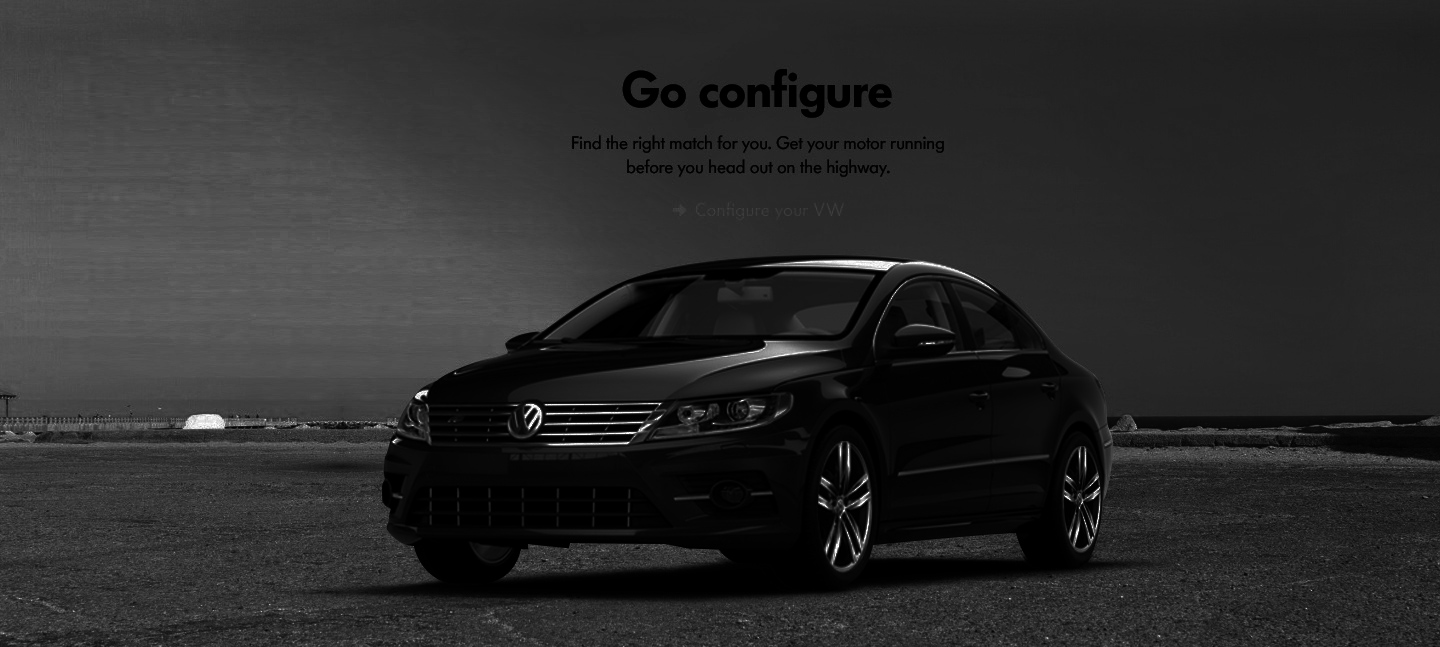 Go configure
Find the right match for you. Get your motor running
before you head out on the highway.
Configure your VW